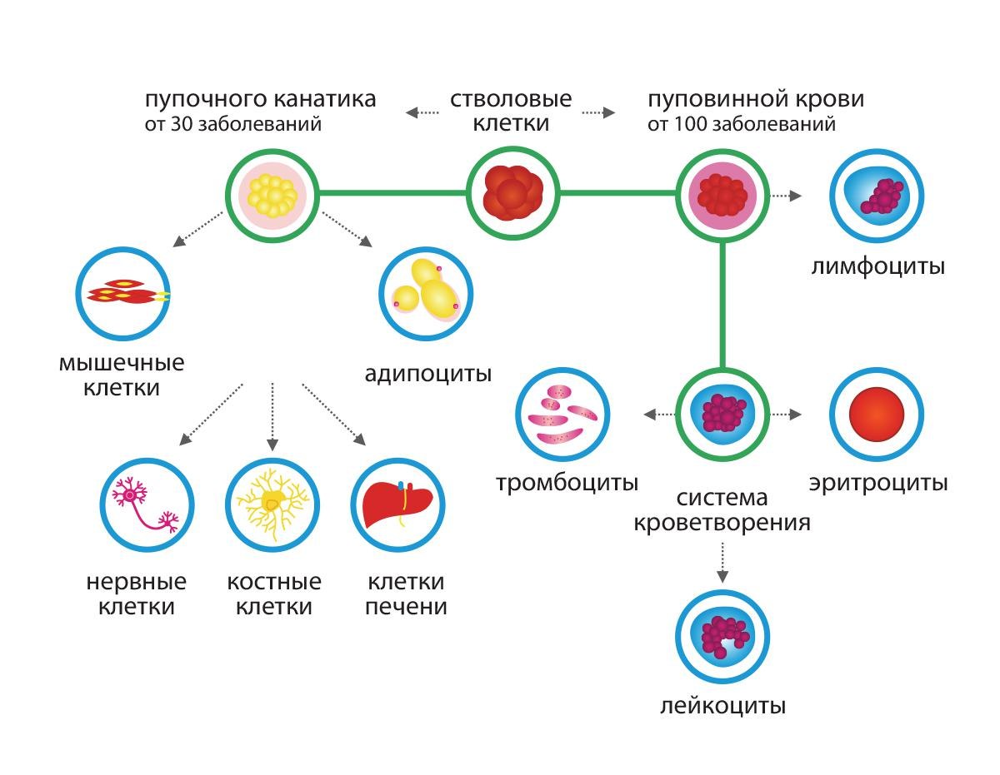 пупочного канатика
от 30 заболеваний
стволовые
клетки
пуповинной крови
от 100 заболеваний
лимфоциты
мышечные
клетки
адипоциты
тромбоциты
эритроциты
система
кроветворения
нервные
клетки
костные
клетки
клетки
печени
лейкоциты